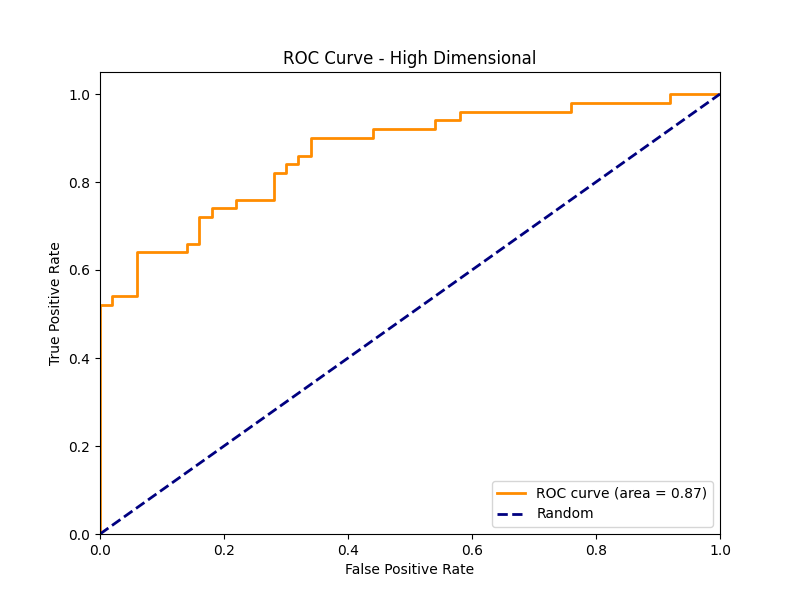 ROC Curve - High Dimensional
True Positive Rate
1.0
0.8
0.6
0.4
0.2
0.0
0.0 0.2 0.4 0.6 0.8 1.0
False Positive Rate
ROC curve (area = 0.87)
Random